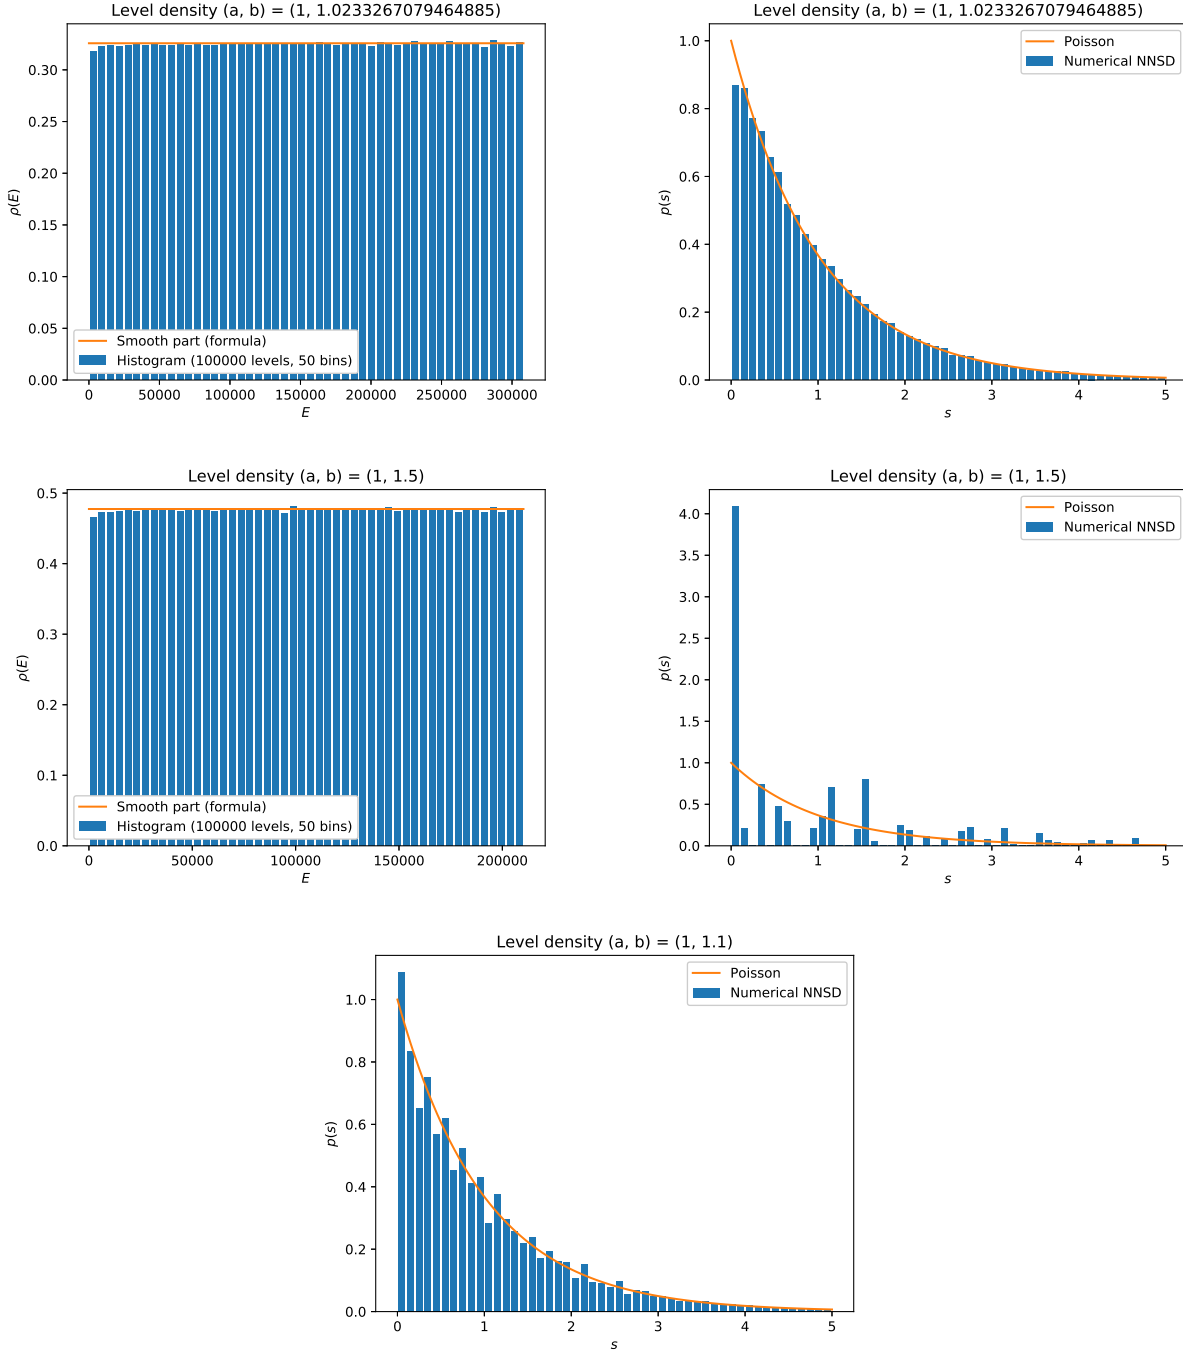 Level density (a, b) = (1, 1.0233267079464885)
ρ(E)
0.30
0.25
0.20
0.15
0.10
0.05
0.00
Smooth part (formula)
Histogram (100000 levels, 50 bins)
0 50000 100000 150000 200000 250000 300000
E
Level density (a, b) = (1, 1.0233267079464885)
p(s)
1.0
0.8
0.6
0.4
0.2
0.0
Poisson
Numerical NNSD
0 1 2 3 4 5
s
Level density (a, b) = (1, 1.5)
ρ(E)
0.5
0.4
0.3
0.2
0.1
0.0
Smooth part (formula)
Histogram (100000 levels, 50 bins)
0 50000 100000 150000 200000
E
Level density (a, b) = (1, 1.5)
p(s)
4.0
3.5
3.0
2.5
2.0
1.5
1.0
0.5
0.0
Poisson
Numerical NNSD
0 1 2 3 4 5
s
Level density (a, b) = (1, 1.1)
p(s)
1.0
0.8
0.6
0.4
0.2
0.0
Poisson
Numerical NNSD
0 1 2 3 4 5
s